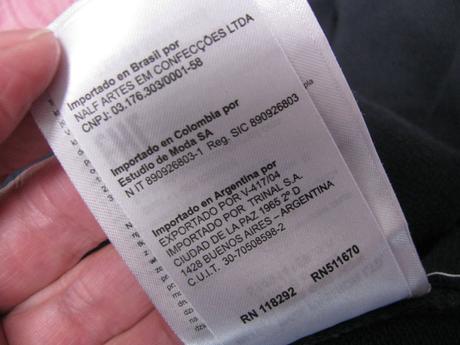 Importado en Brasil por
NALF ARTES EM CONFECÇÕES LTDA
CNPJ: 03.176.303/0001-58
Importado en Colombia por
Estudio de Moda SA
N IT 890926803-1 Reg. SIC 890926803
Importado en Argentina por
EXPORTADO POR V-417/04
IMPORTADO POR TRINAL S.A.
CIUDAD DE LA PAZ 1965 2° D
1428 BUENOS AIRES – ARGENTINA
C.U.I.T. 30-70508598-2
RN 118292 RN511670